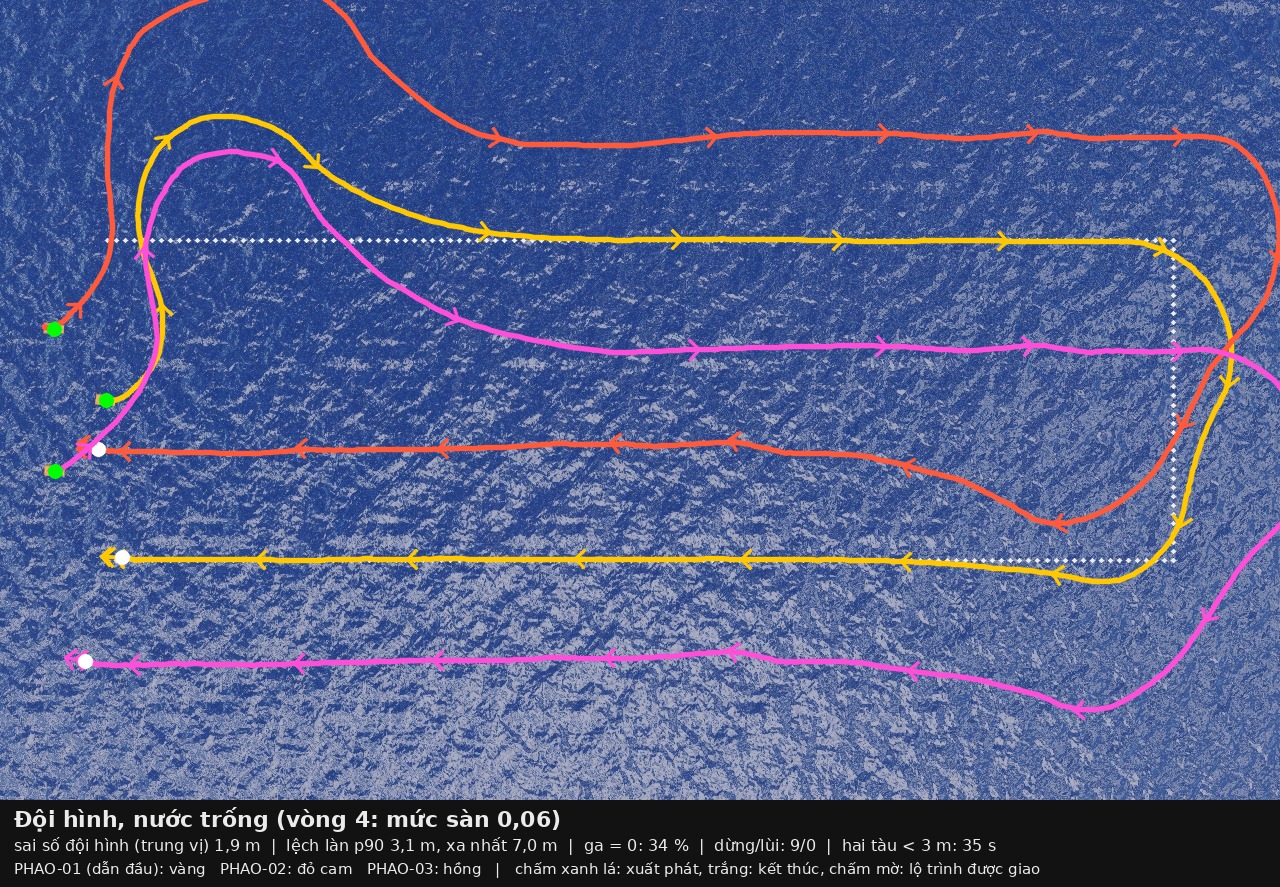 Đội hình, nước trống (vòng 4: mức sàn 0,06)
sai số đội hình (trung vị) 1,9 m | lệch làn p90 3,1 m, xa nhất 7,0 m | ga = 0: 34 % | dừng/lùi: 9/0 | hai tàu < 3 m: 35 s
PHAO-01 (dẫn đầu): vàng PHAO-02: đỏ cam PHAO-03: hồng | chấm xanh lá: xuất phát, trắng: kết thúc, chấm mờ: lộ trình được giao